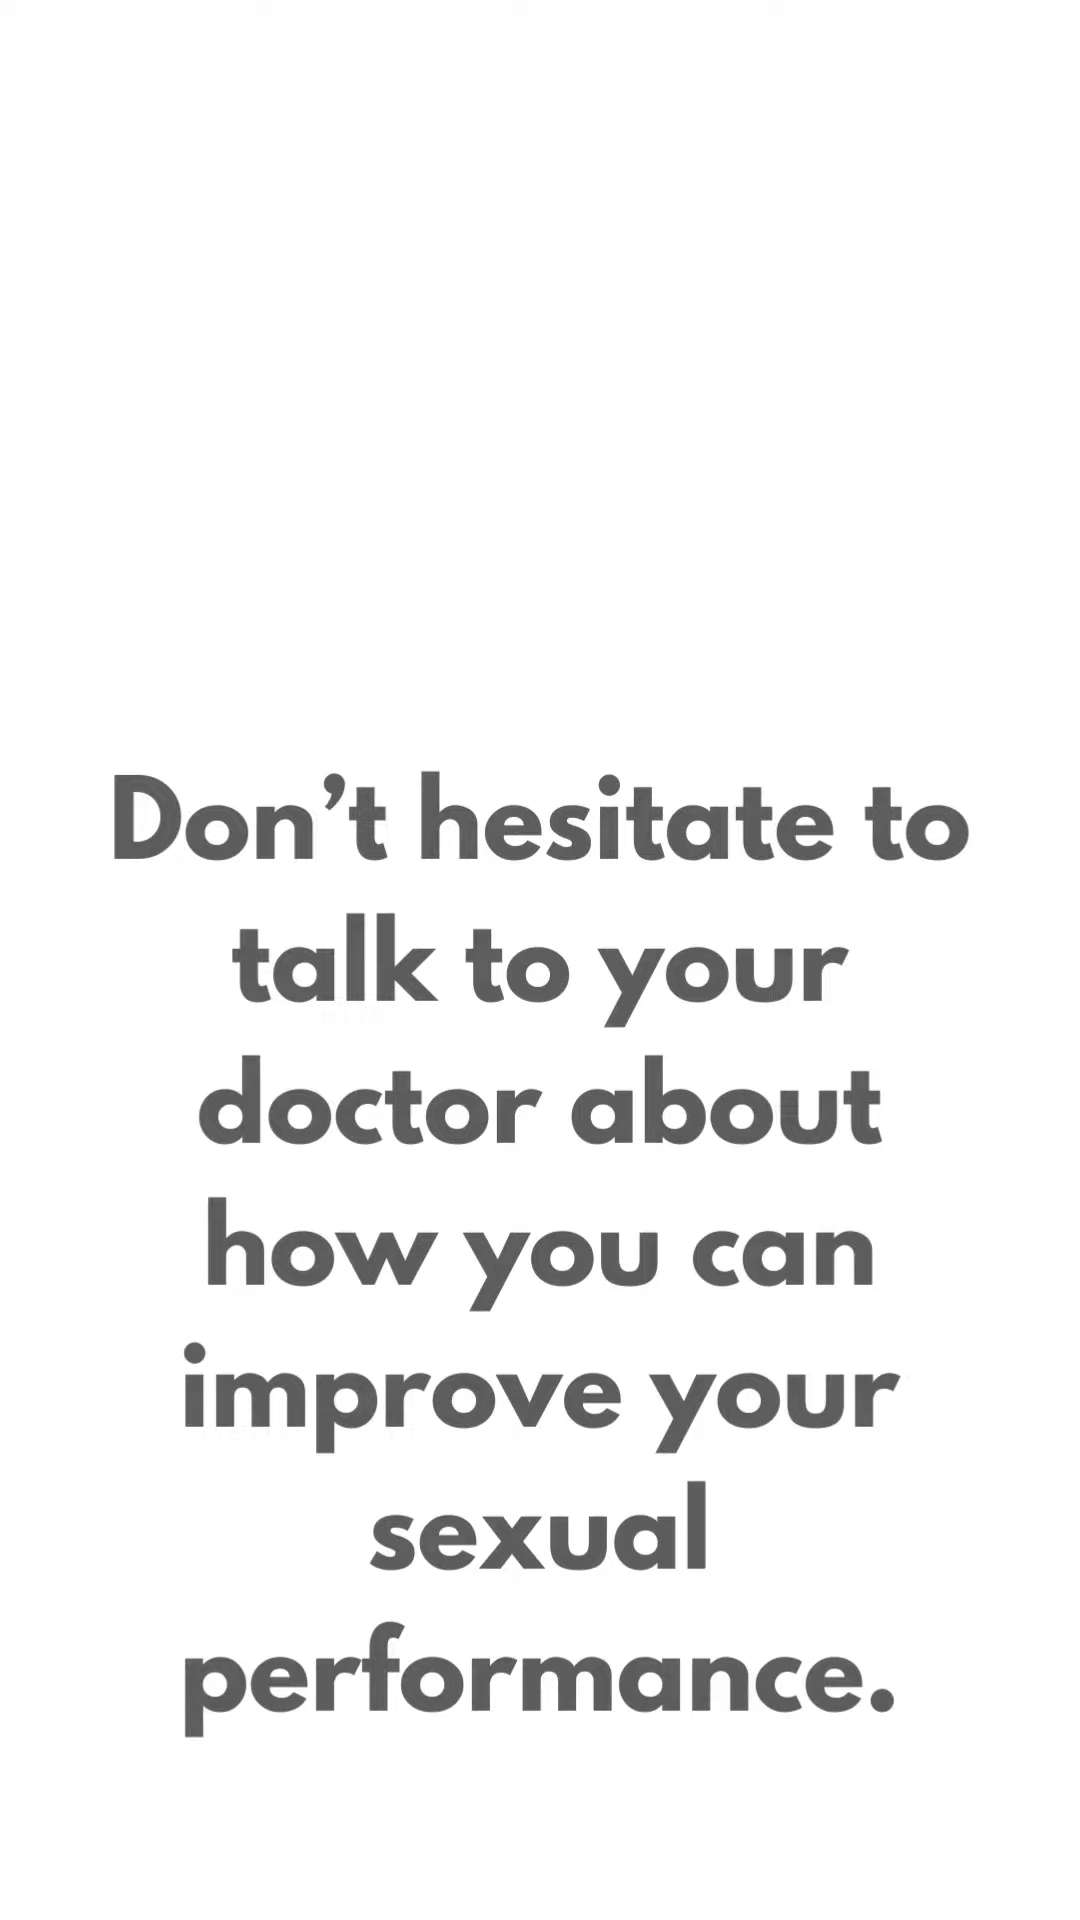 Don’t hesitate to
talk to your
doctor about
how you can
improve your
sexual
performance.